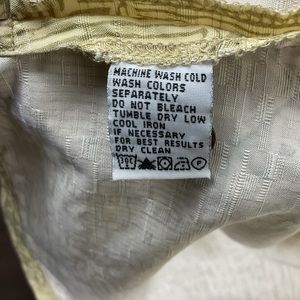 MACHINE WASH COLD
WASH COLORS
SEPARATELY
DO NOT BLEACH
TUMBLE DRY LOW
COOL IRON
IF NECESSARY
FOR BEST RESULTS
DRY CLEAN